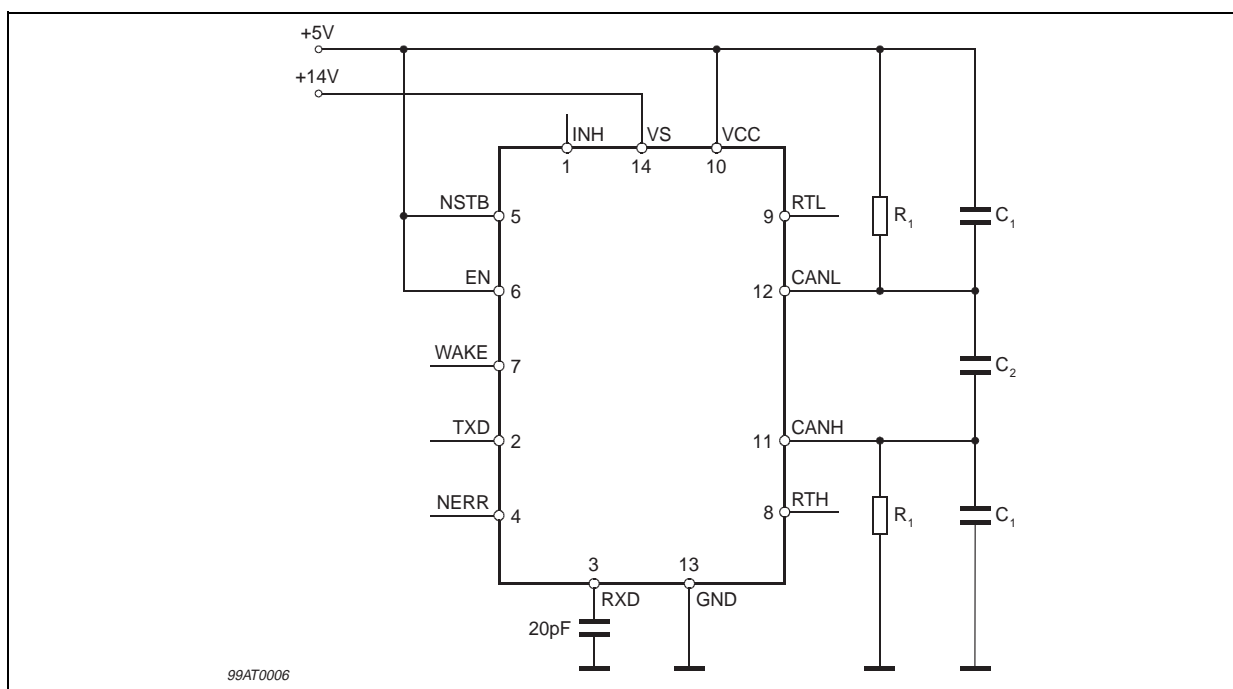 +5V
+14V
INH
VS
VCC
1
14
10
NSTB
5
9
RTL
R1
C1
EN
6
12
CANL
WAKE
7
C2
TXD
2
11
CANH
NERR
4
8
RTH
R1
C1
3
13
RXD
GND
20pF
99AT0006